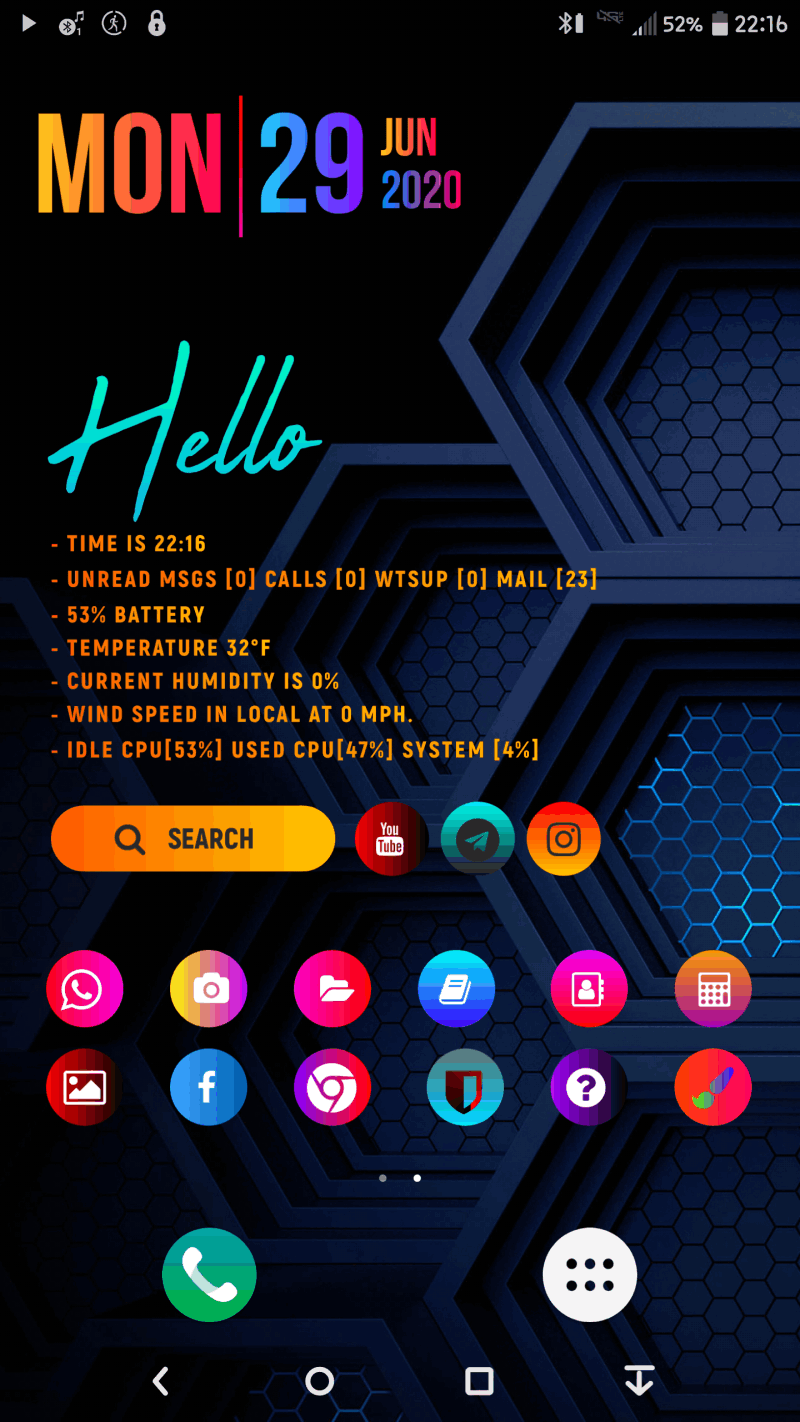 52% 22:16
MON 29 JUN
2020
Hello
- TIME IS 22:16
- UNREAD MSGS [0] CALLS [0] WTSUP [0] MAIL [23]
- 53% BATTERY
- TEMPERATURE 32°F
- CURRENT HUMIDITY IS 0%
- WIND SPEED IN LOCAL AT 0 MPH.
- IDLE CPU[53%] USED CPU[47%] SYSTEM [4%]
SEARCH
You
Tube